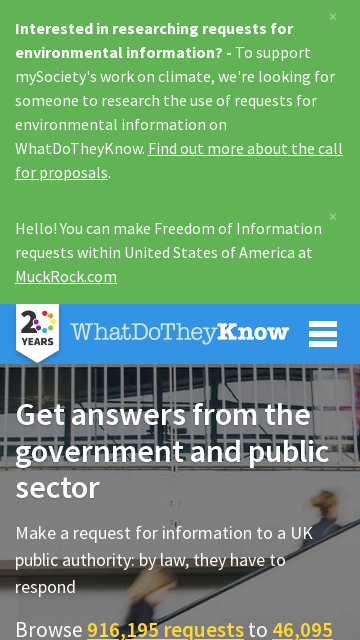 ×
Interested in researching requests for
environmental information? - To support
mySociety's work on climate, we're looking for
someone to research the use of requests for
environmental information on
WhatDoTheyKnow. Find out more about the call
for proposals.
×
Hello! You can make Freedom of Information
requests within United States of America at
MuckRock.com
20
YEARS
WhatDoTheyKnow
Get answers from the
government and public
sector
Make a request for information to a UK
public authority: by law, they have to
respond
Browse 916,195 requests to 46,095